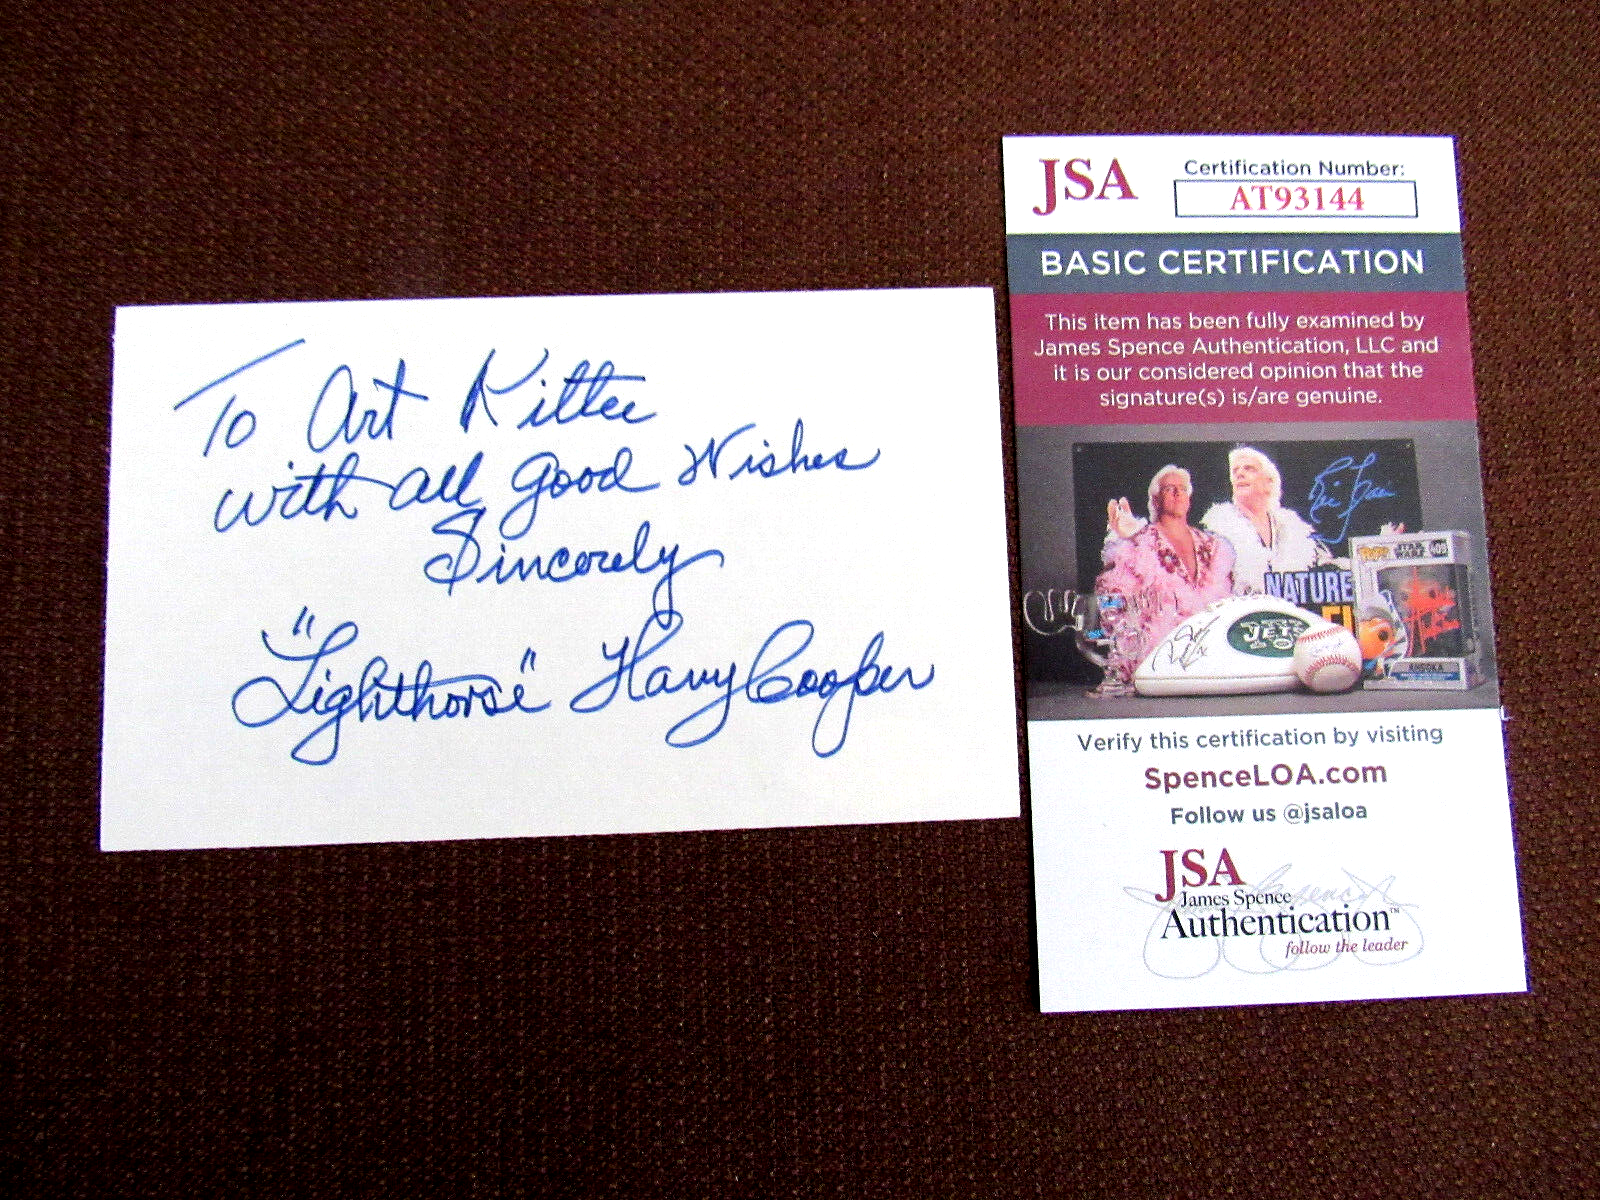 To Art Kittee
with all good Wishes
Sincerely
"Lighthorse" Harry Cooper
JSA
Certification Number:
AT93144
BASIC CERTIFICATION
This item has been fully examined by
James Spence Authentication, LLC and
it is our considered opinion that the
signature(s) is/are genuine.
NATURE
JETS
STAR
WARS
AHSOKA
Verify this certification by visiting
SpenceLOA.com
Follow us @jsaloa
JSA
James Spence
Authentication™
follow the leader